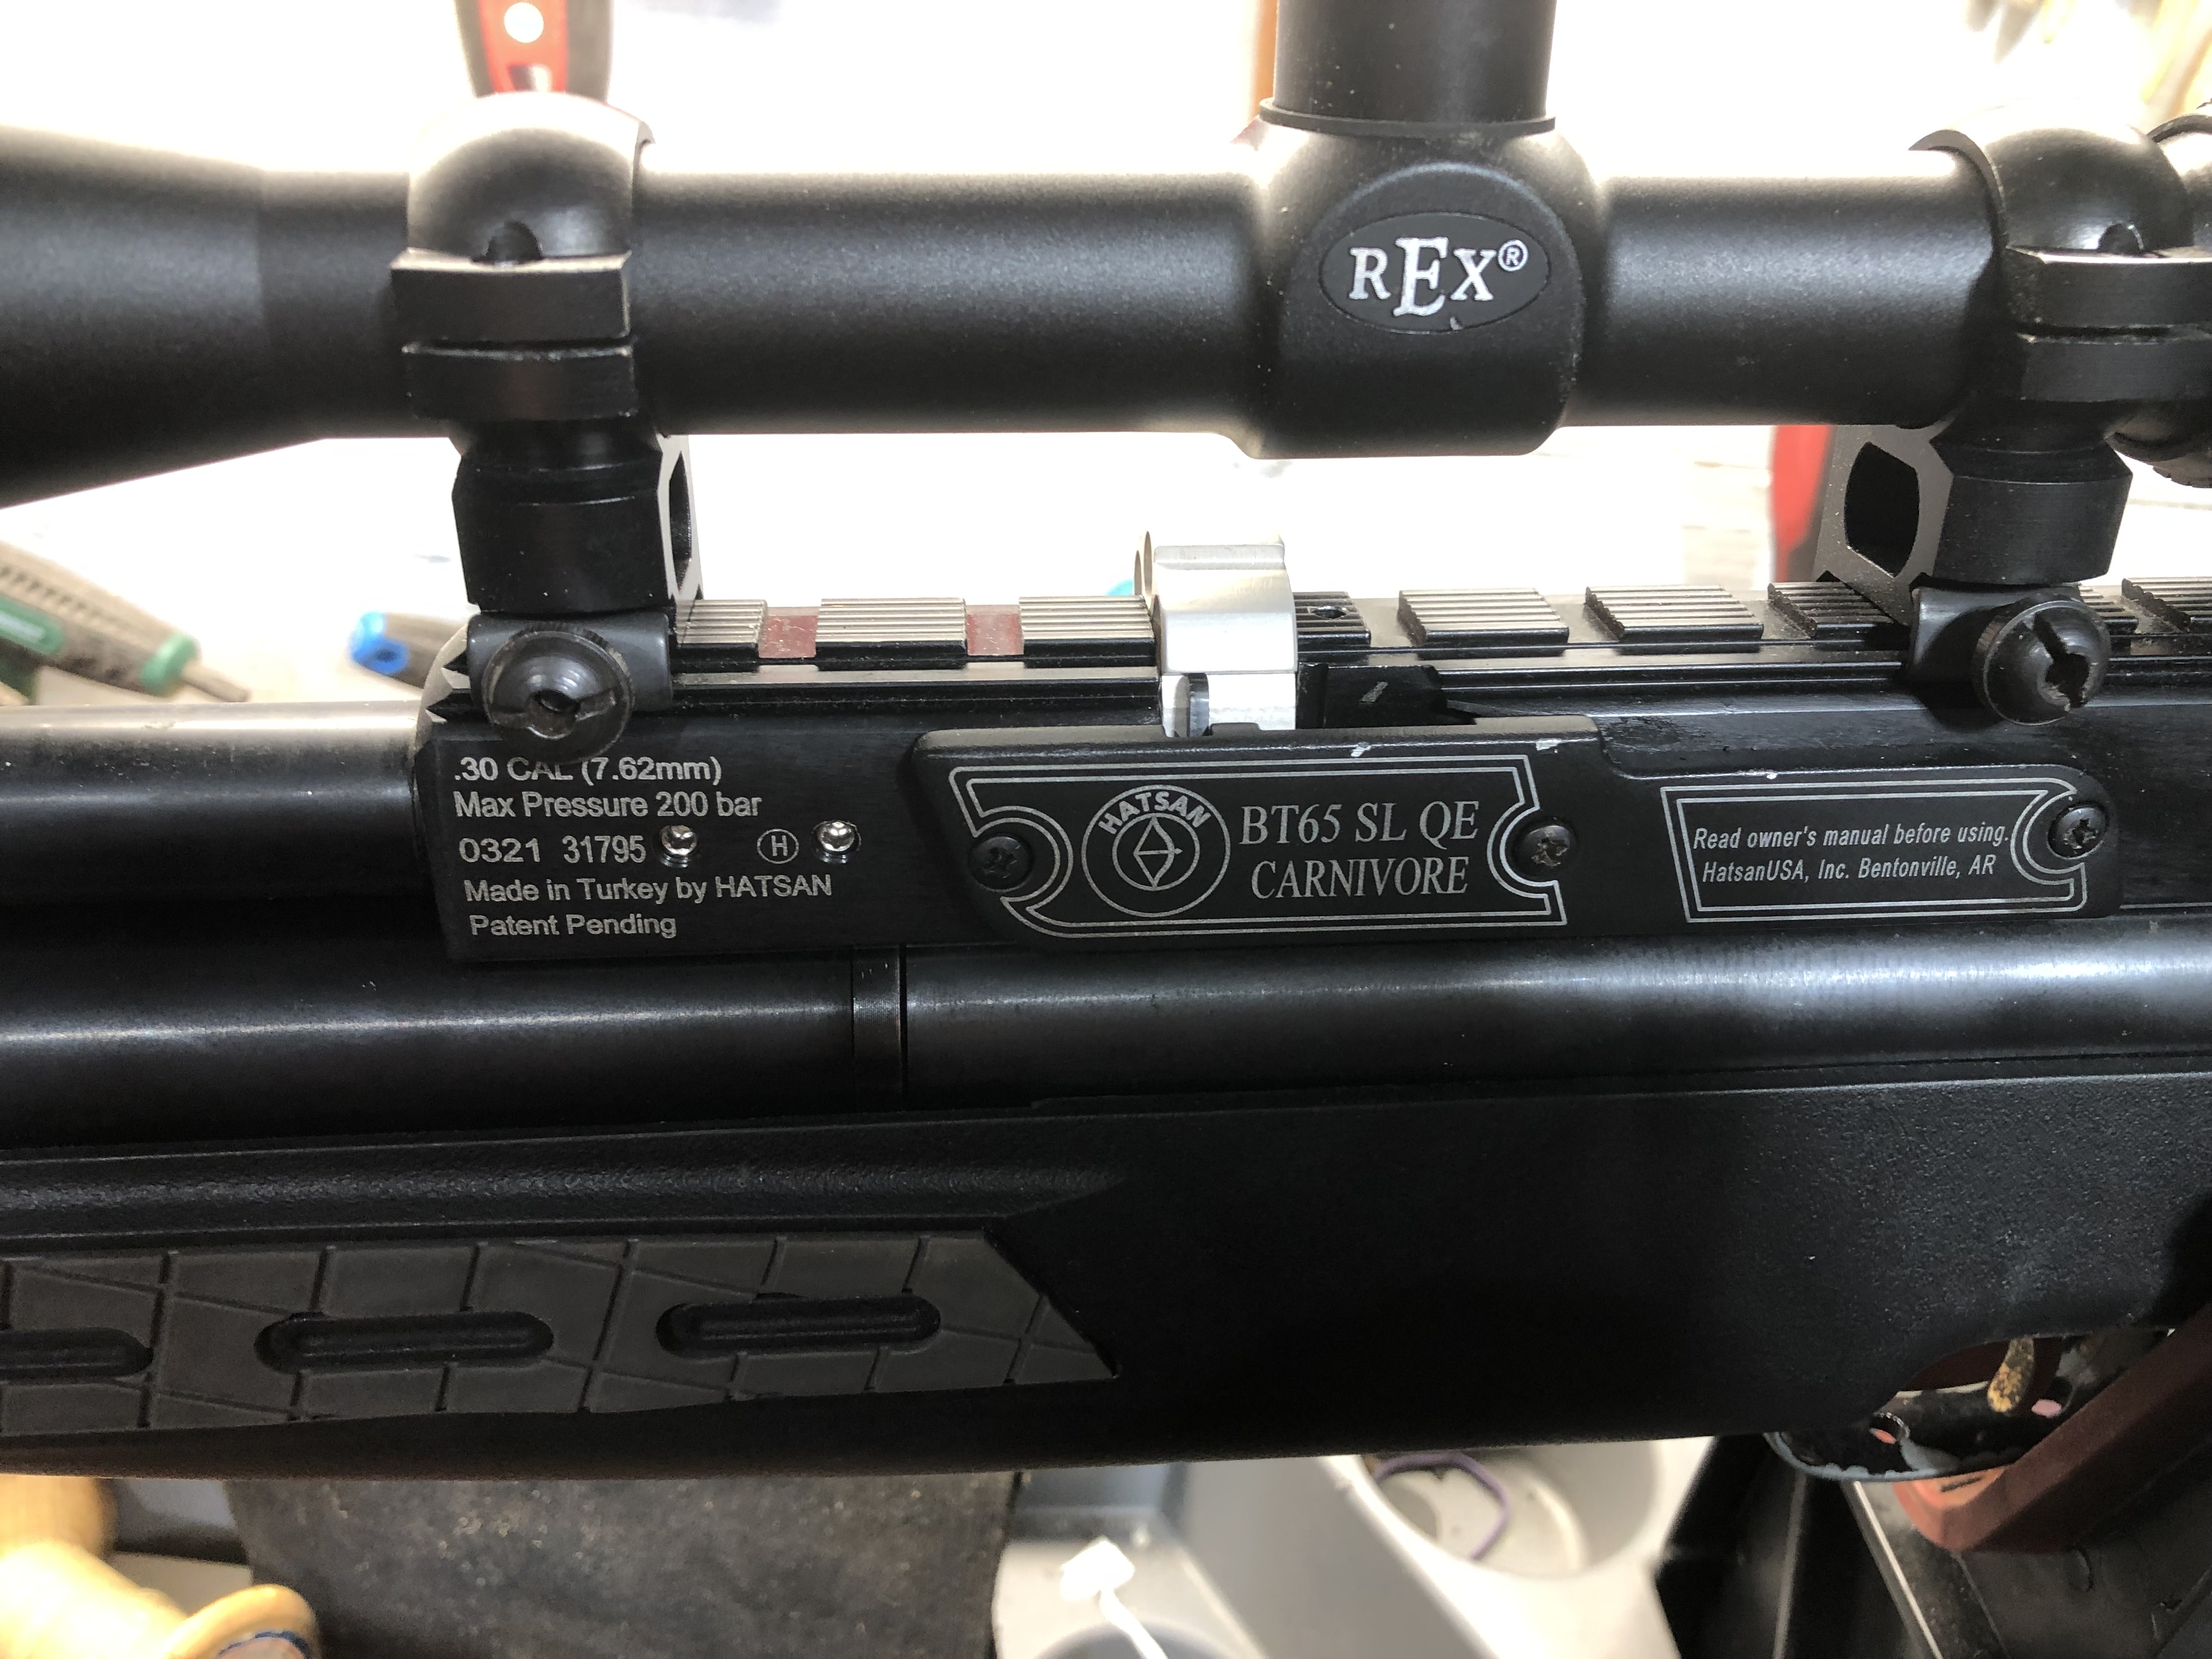 REX®
.30 CAL (7.62mm)
Max Pressure 200 bar
0321 31795 H
Made in Turkey by HATSAN
Patent Pending
HATSAN
BT65 SL QE
CARNIVORE
Read owner's manual before using.
HatsanUSA, Inc. Bentonville, AR